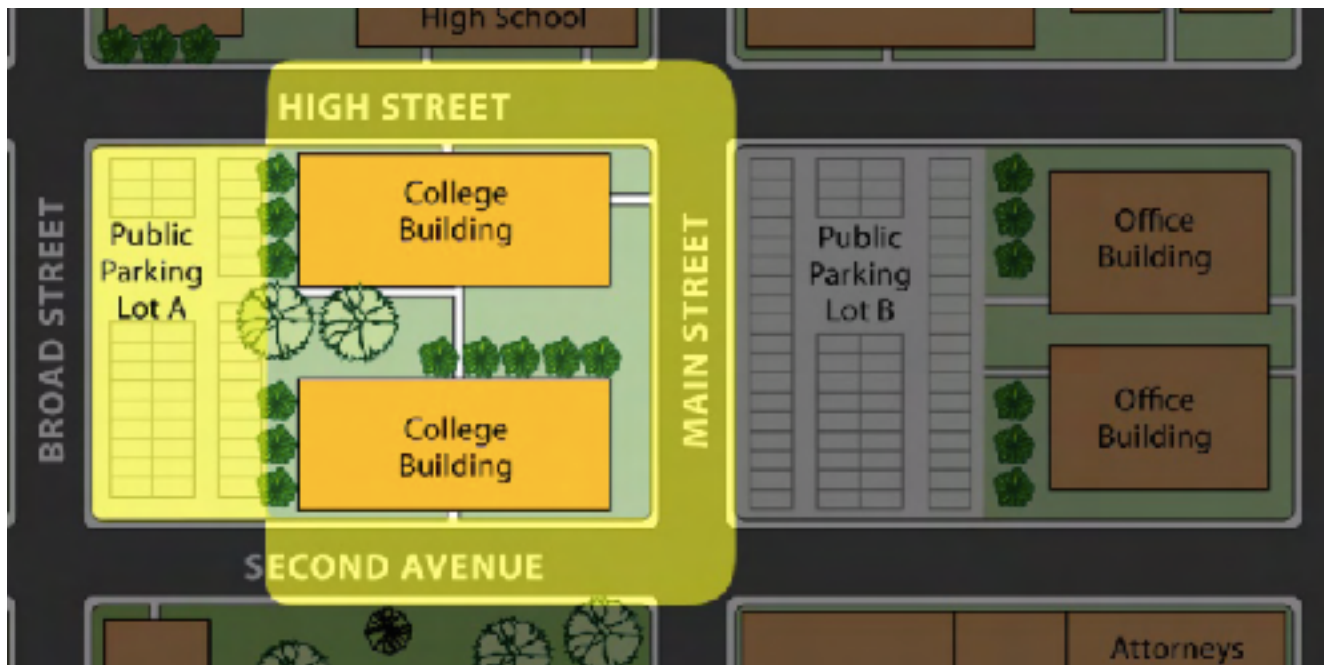 High School
HIGH STREET
BROAD STREET
Public
Parking
Lot A
College
Building
College
Building
MAIN STREET
Public
Parking
Lot B
Office
Building
Office
Building
SECOND AVENUE
Attorneys